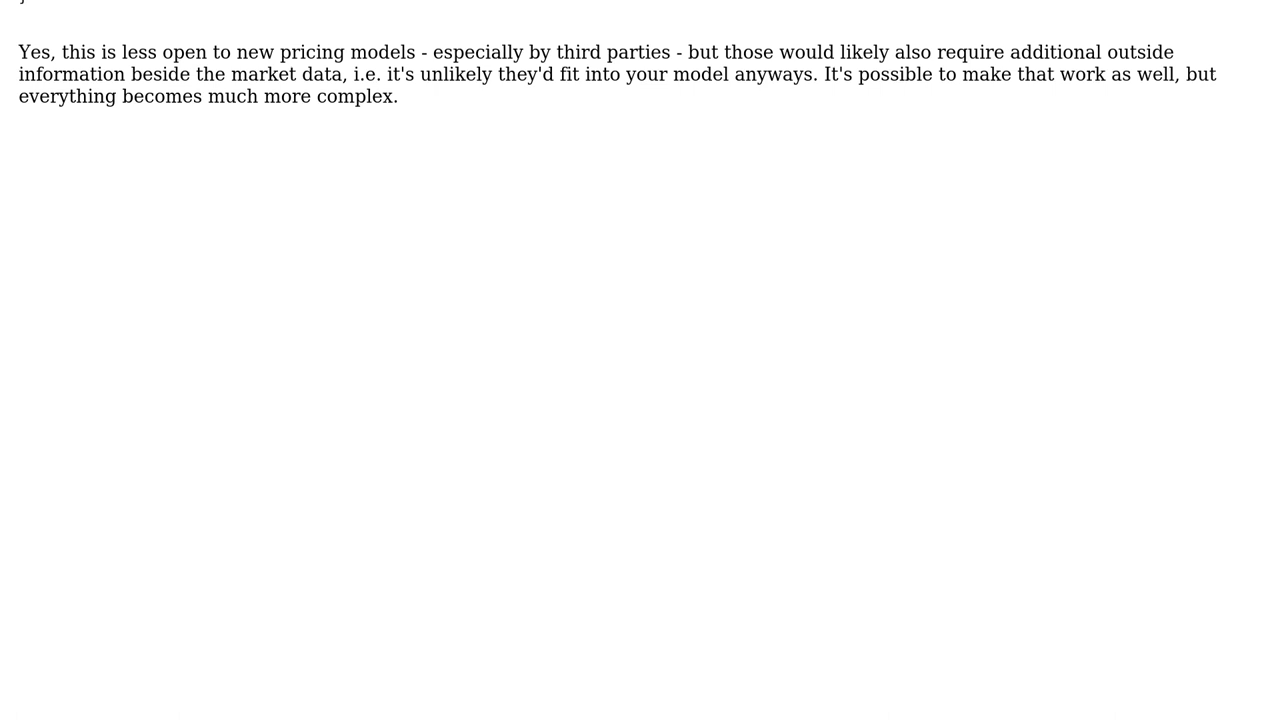 Yes, this is less open to new pricing models - especially by third parties - but those would likely also require additional outside
information beside the market data, i.e. it's unlikely they'd fit into your model anyways. It's possible to make that work as well, but
everything becomes much more complex.